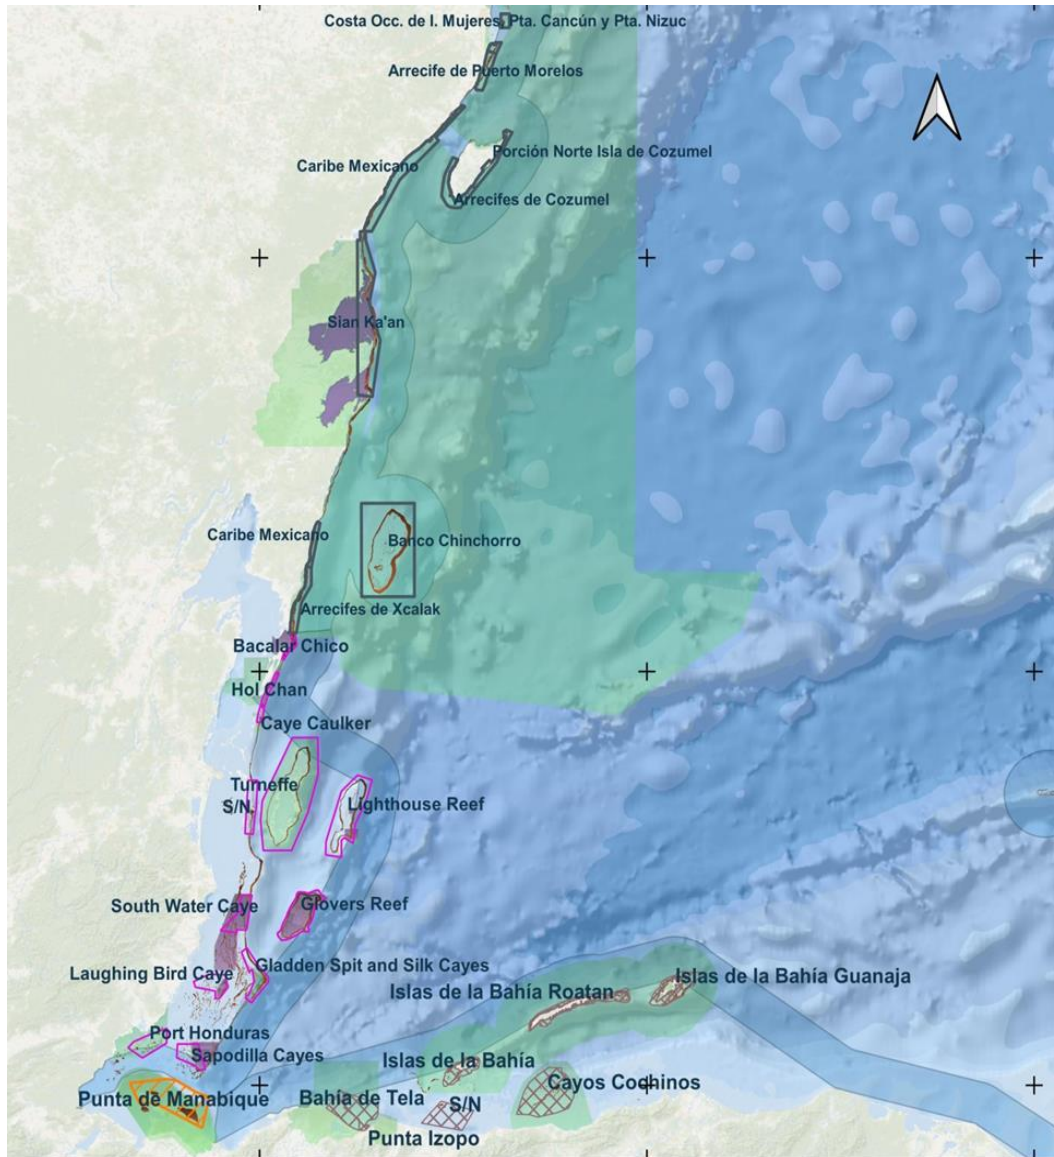 Costa Occ. de I. Mujeres, Pta. Cancún y Pta. Nizuc
Arrecife de Puerto Morelos
Porción Norte Isla de Cozumel
Caribe Mexicano
Arrecifes de Cozumel
Sian Ka'an
Caribe Mexicano
Banco Chinchorro
Arrecifes de Xcalak
Bacalar Chico
Hol Chan
Caye Caulker
Turneffe
S/N
Lighthouse Reef
South Water Caye
Glovers Reef
Gladden Spit and Silk Cayes
Laughing Bird Caye
Islas de la Bahía Guanaja
Islas de la Bahía Roatan
Port Honduras
Sapodilla Cayes
Islas de la Bahía
Cayos Cochinos
Punta de Manabique
Bahía de Tela
S/N
Punta Izopo